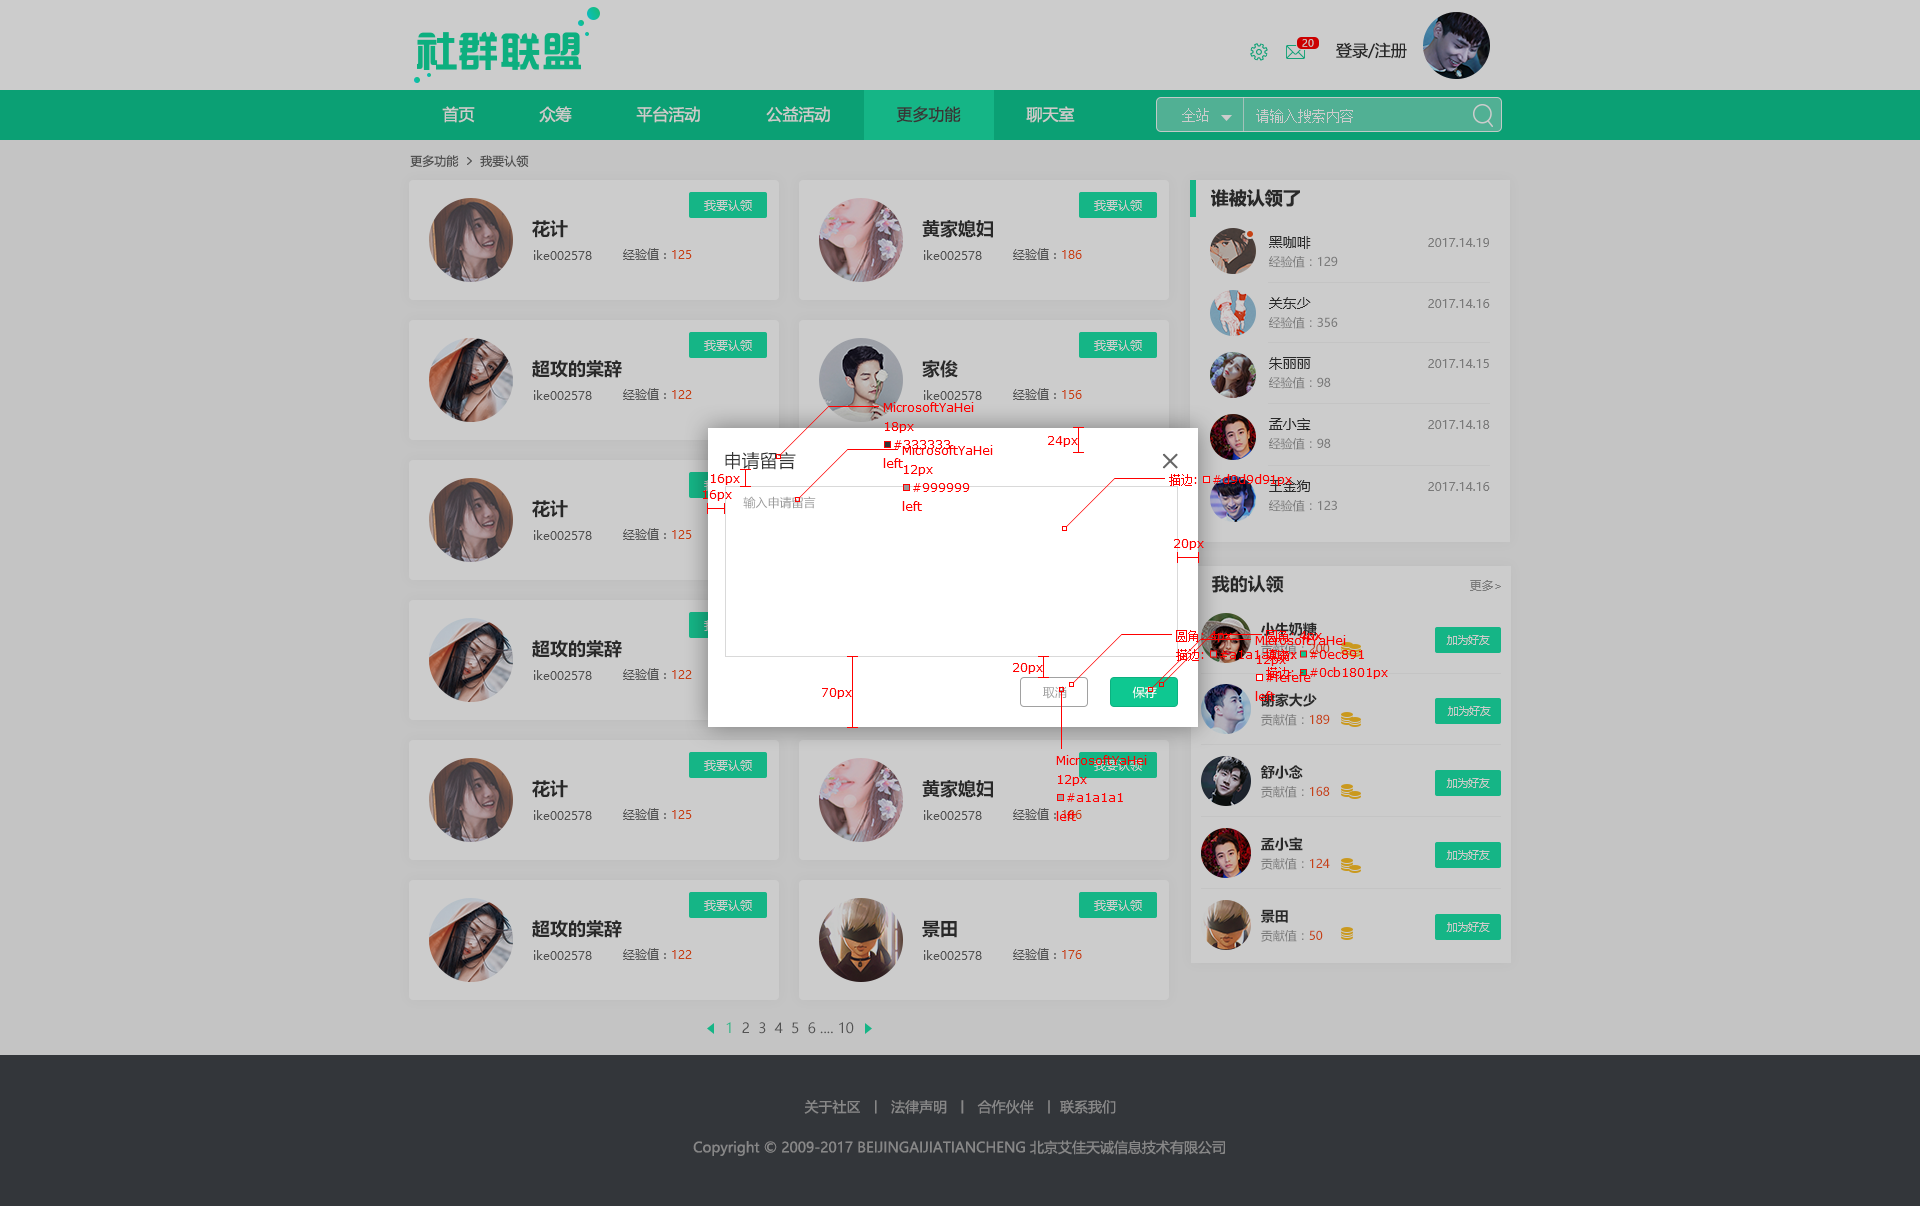 社群联盟
20
登录/注册
首页 众筹 平台活动 公益活动 更多功能 聊天室 全站 请输入搜索内容
更多功能 > 我要认领
我要认领
花计
ike002578 经验值：125
我要认领
黄家媳妇
ike002578 经验值：186
我要认领
超攻的棠辞
ike002578 经验值：122
我要认领
家俊
ike002578 经验值：156
花计
ike002578 经验值：125
超攻的棠辞
ike002578 经验值：122
我要认领
花计
ike002578 经验值：125
我要认领
黄家媳妇
ike002578 经验值：186
我要认领
超攻的棠辞
ike002578 经验值：122
我要认领
景田
ike002578 经验值：176
MicrosoftYaHei
18px
#333333
left
MicrosoftYaHei
12px
#999999
left
24px
申请留言
16px
16px
输入申请留言
描边: #d9d9d91px
20px
20px
70px
取消
保存
圆角: 4px
描边: #a1a1a11px
圆角: 4px
#0ec891
描边: #0cb1801px
MicrosoftYaHei
12px
#fefefe
left
MicrosoftYaHei
12px
#a1a1a1
left
谁被认领了
黑咖啡 2017.14.19
经验值：129
关东少 2017.14.16
经验值：356
朱丽丽 2017.14.15
经验值：98
孟小宝 2017.14.18
经验值：98
王金狗 2017.14.16
经验值：123
我的认领 更多>
小牛奶糖
贡献值：200
加为好友
谢家大少
贡献值：189
加为好友
舒小念
贡献值：168
加为好友
孟小宝
贡献值：124
加为好友
景田
贡献值：50
加为好友
1 2 3 4 5 6 .... 10
关于社区 | 法律声明 | 合作伙伴 | 联系我们
Copyright © 2009-2017 BEIJINGAIJIATIANCHENG 北京艾佳天诚信息技术有限公司